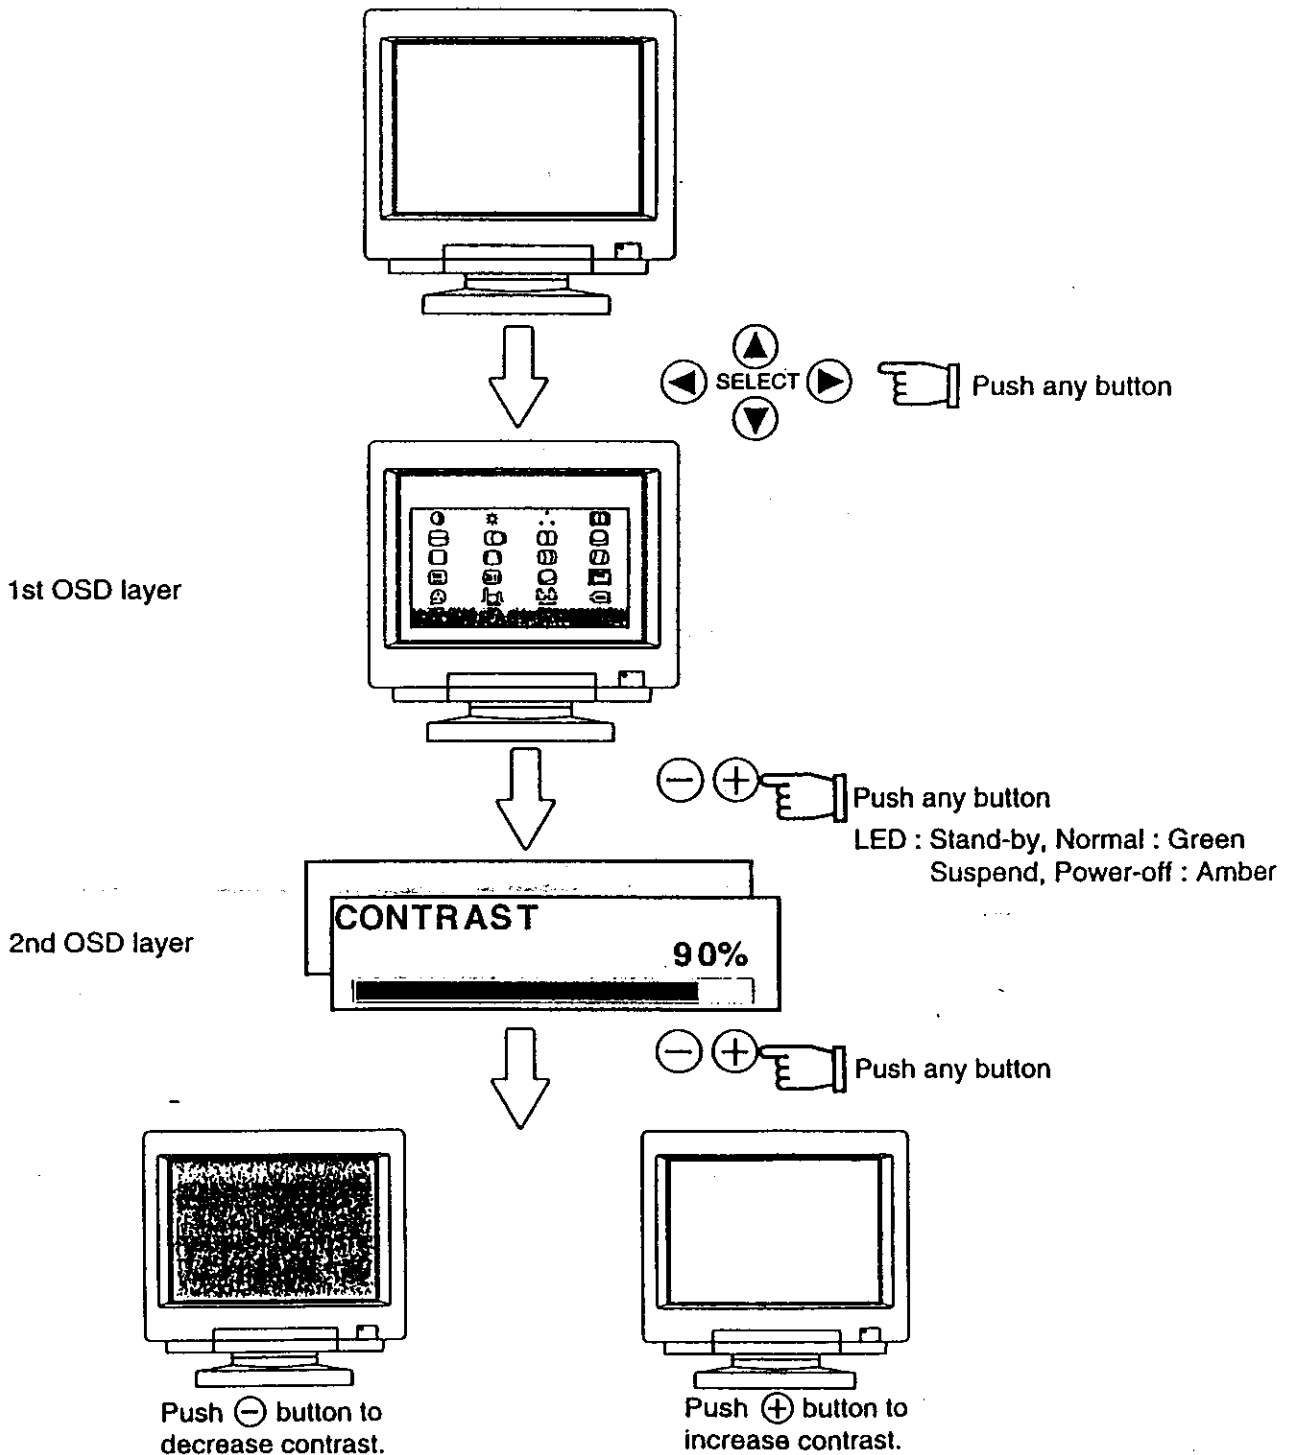 SELECT
Push any button
1st OSD layer
Push any button
LED : Stand-by, Normal : Green
Suspend, Power-off : Amber
2nd OSD layer
CONTRAST
90%
Push any button
Push ⊖ button to
decrease contrast.
Push ⊕ button to
increase contrast.